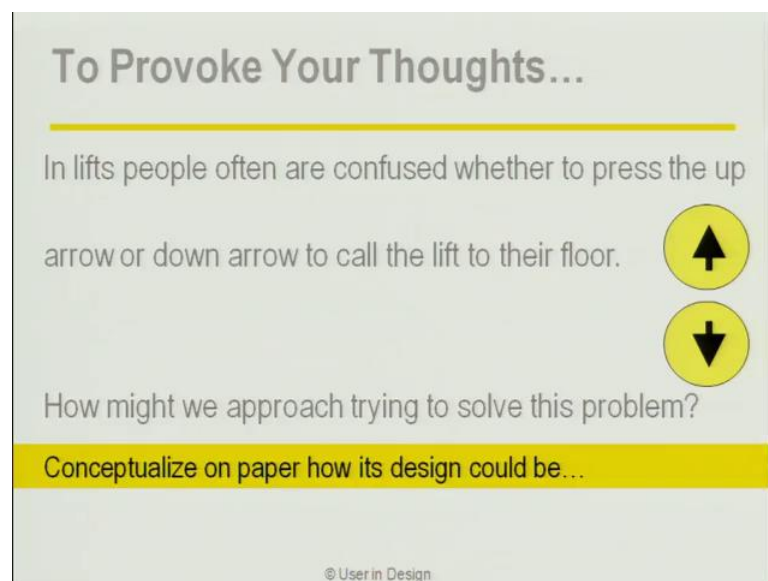 To Provoke Your Thoughts...
In lifts people often are confused whether to press the up
arrow or down arrow to call the lift to their floor.
How might we approach trying to solve this problem?
Conceptualize on paper how its design could be...
© User in Design